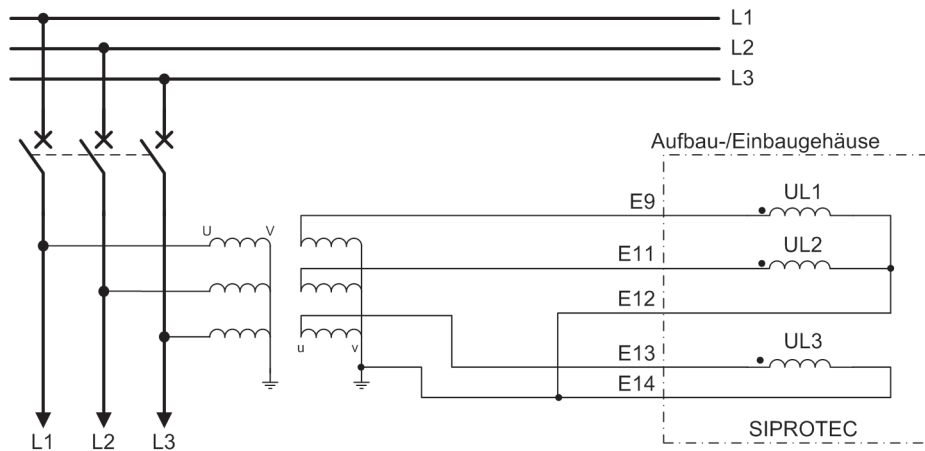 L1
L2
L3
Aufbau-/Einbaugehäuse
E9
UL1
U V
E11
UL2
E12
E13
UL3
u v
E14
L1 L2 L3
SIPROTEC